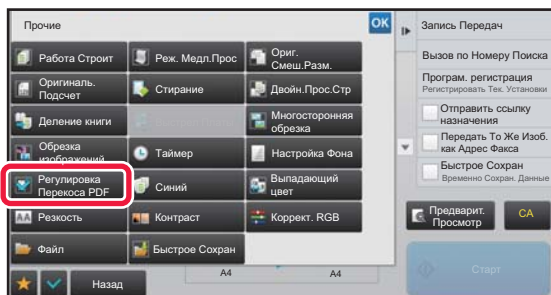 Прочие
OK
Работа Строит
Реж. Медл.Прос
Ориг.
Смеш.Разм.
Оригиналь.
Подсчет
Стирание
Двойн.Прос.Стр
Деление книги
Многосторонняя
обрезка
Обрезка
изображений
Таймер
Настройка Фона
Регулировка
Перекоса PDF
Синий
Выпадающий
цвет
AA
Резкость
Контраст
Коррект. RGB
Файл
Быстрое Сохран
Назад
A4
A4
Запись Передач
Вызов по Номеру Поиска
Програм. регистрация
Регистрировать Тек. Установки
Отправить ссылку
назначения
Передать То Же Изоб.
как Адрес Факса
Быстрое Сохран
Временно Сохран. Данные
Предварит.
Просмотр
CA
Старт